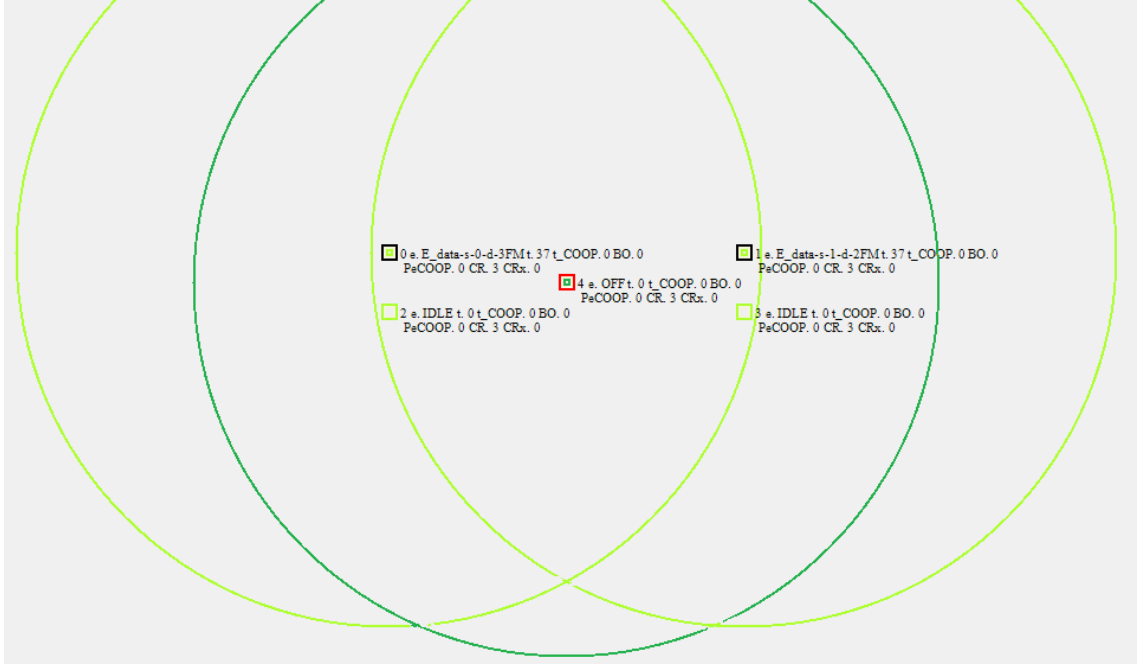 0 e. E_data-s-0-d-3FM t. 37 t_COOP. 0 BO. 0
PeCOOP. 0 CR. 3 CRx. 0
1 e. E_data-s-1-d-2FM t. 37 t_COOP. 0 BO. 0
PeCOOP. 0 CR. 3 CRx. 0
4 e. OFF t. 0 t_COOP. 0 BO. 0
PeCOOP. 0 CR. 3 CRx. 0
2 e. IDLE t. 0 t_COOP. 0 BO. 0
PeCOOP. 0 CR. 3 CRx. 0
3 e. IDLE t. 0 t_COOP. 0 BO. 0
PeCOOP. 0 CR. 3 CRx. 0